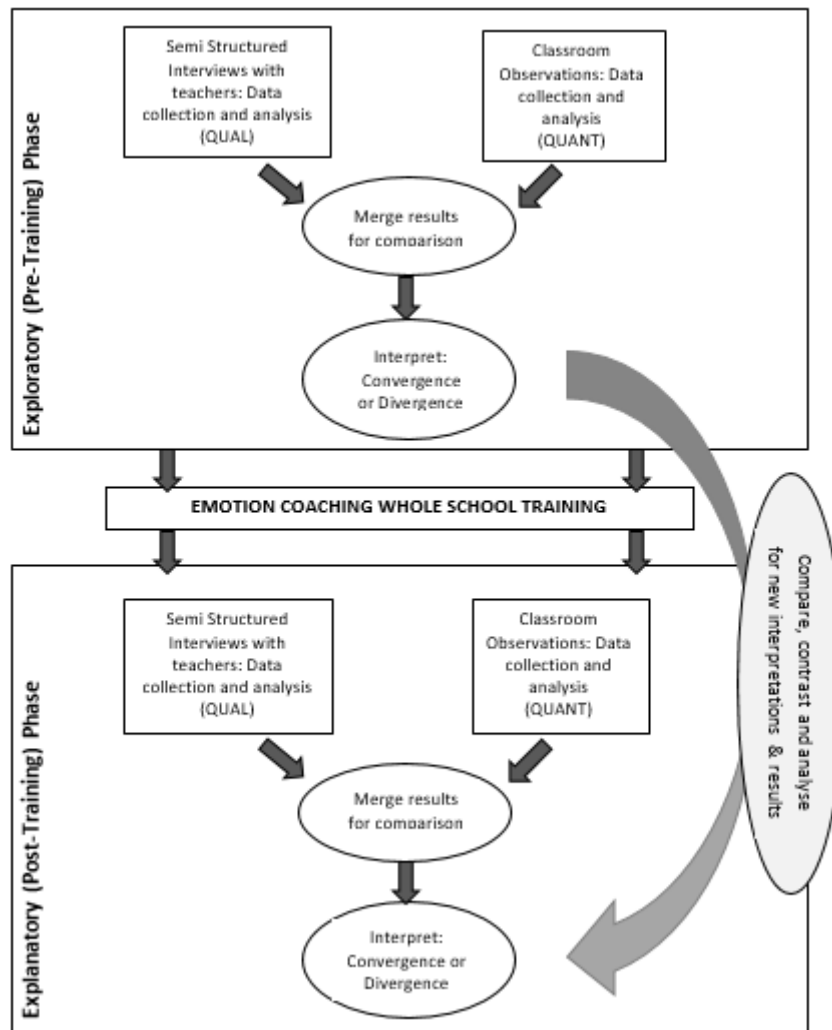 Exploratory (Pre-Training) Phase
Semi Structured
Interviews with
teachers: Data
collection and analysis
(QUAL)
Classroom
Observations: Data
collection and
analysis
(QUANT)
Merge results
for comparison
Interpret:
Convergence
or Divergence
EMOTION COACHING WHOLE SCHOOL TRAINING
Compare, contrast and analyse
for new interpretations & results
Explanatory (Post-Training) Phase
Semi Structured
Interviews with
teachers: Data
collection and analysis
(QUAL)
Classroom
Observations: Data
collection and
analysis
(QUANT)
Merge results
for comparison
Interpret:
Convergence or
Divergence